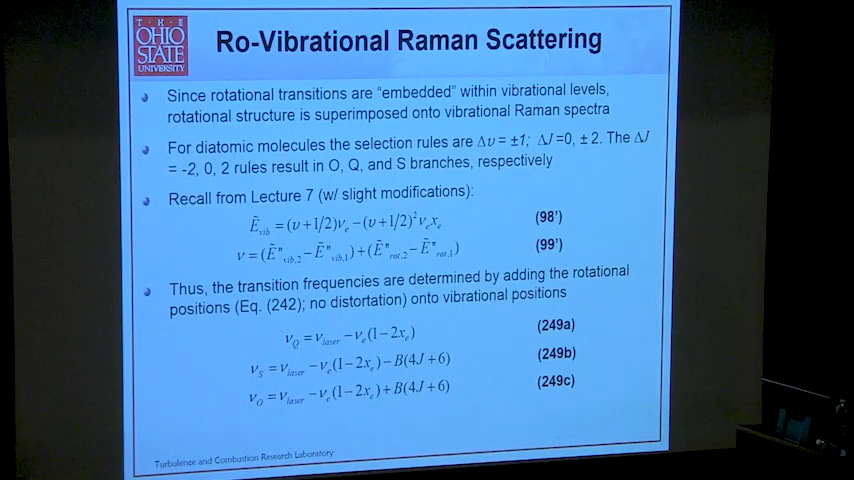 T · H · E
OHIO
STATE
UNIVERSITY
Ro-Vibrational Raman Scattering
Since rotational transitions are “embedded” within vibrational levels,
rotational structure is superimposed onto vibrational Raman spectra
For diatomic molecules the selection rules are Δυ = ±1; ΔJ =0, ± 2. The ΔJ
= -2, 0, 2 rules result in O, Q, and S branches, respectively
Recall from Lecture 7 (w/ slight modifications):
Ẽ_vib = (υ+1/2)ν_e − (υ+1/2)²ν_e x_e (98’)
ν = (Ẽ"_vib,2 − Ẽ"_vib,1) + (Ẽ"_rot,2 − Ẽ"_rot,1) (99’)
Thus, the transition frequencies are determined by adding the rotational
positions (Eq. (242); no distortation) onto vibrational positions
ν_Q = ν_laser − ν_e(1−2x_e) (249a)
ν_S = ν_laser − ν_e(1−2x_e) − B(4J+6) (249b)
ν_O = ν_laser − ν_e(1−2x_e) + B(4J+6) (249c)
Turbulence and Combustion Research Laboratory